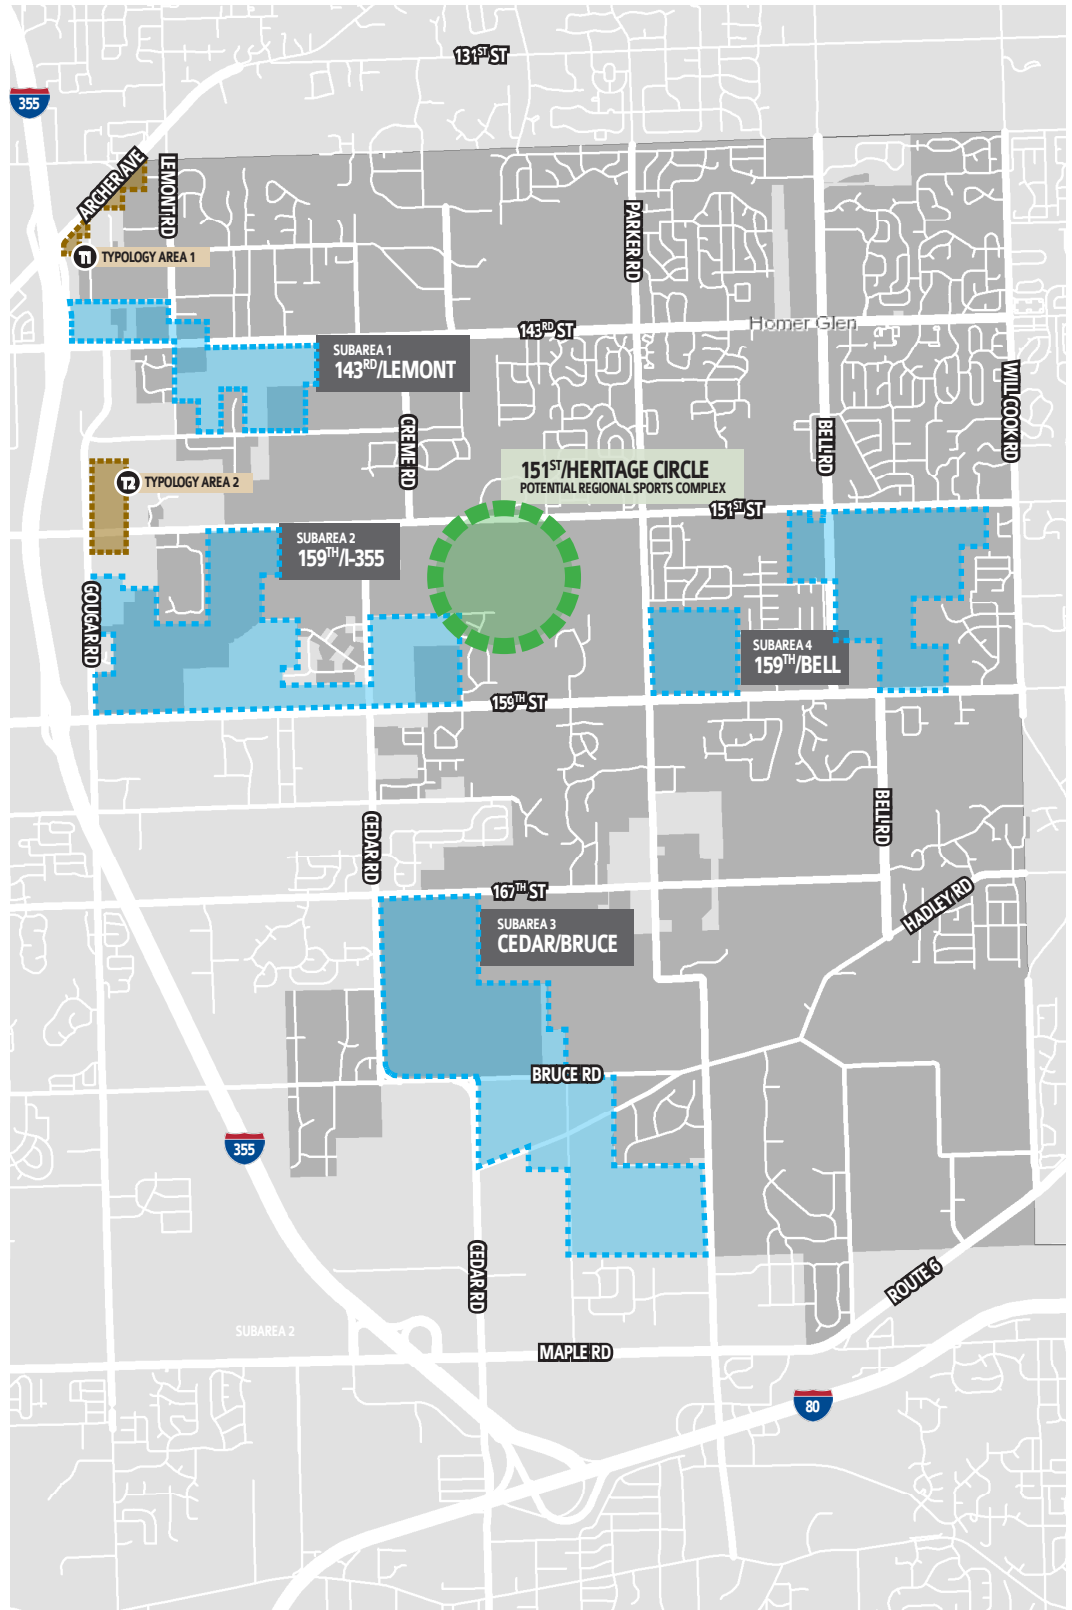 131ST ST
355
ARCHER AVE
LEMONT RD
PARKER RD
T1 TYPOLOGY AREA 1
143RD ST
Homer Glen
SUBAREA 1
143RD/LEMONT
WILL COOK RD
CREME RD
BELL RD
151ST/HERITAGE CIRCLE
POTENTIAL REGIONAL SPORTS COMPLEX
T2 TYPOLOGY AREA 2
151ST ST
SUBAREA 2
159TH/I-355
GOUGAR RD
SUBAREA 4
159TH/BELL
159TH ST
CEDAR RD
BELL RD
167TH ST
HADLEY RD
SUBAREA 3
CEDAR/BRUCE
BRUCE RD
355
CEDAR RD
ROUTE 6
SUBAREA 2
MAPLE RD
80